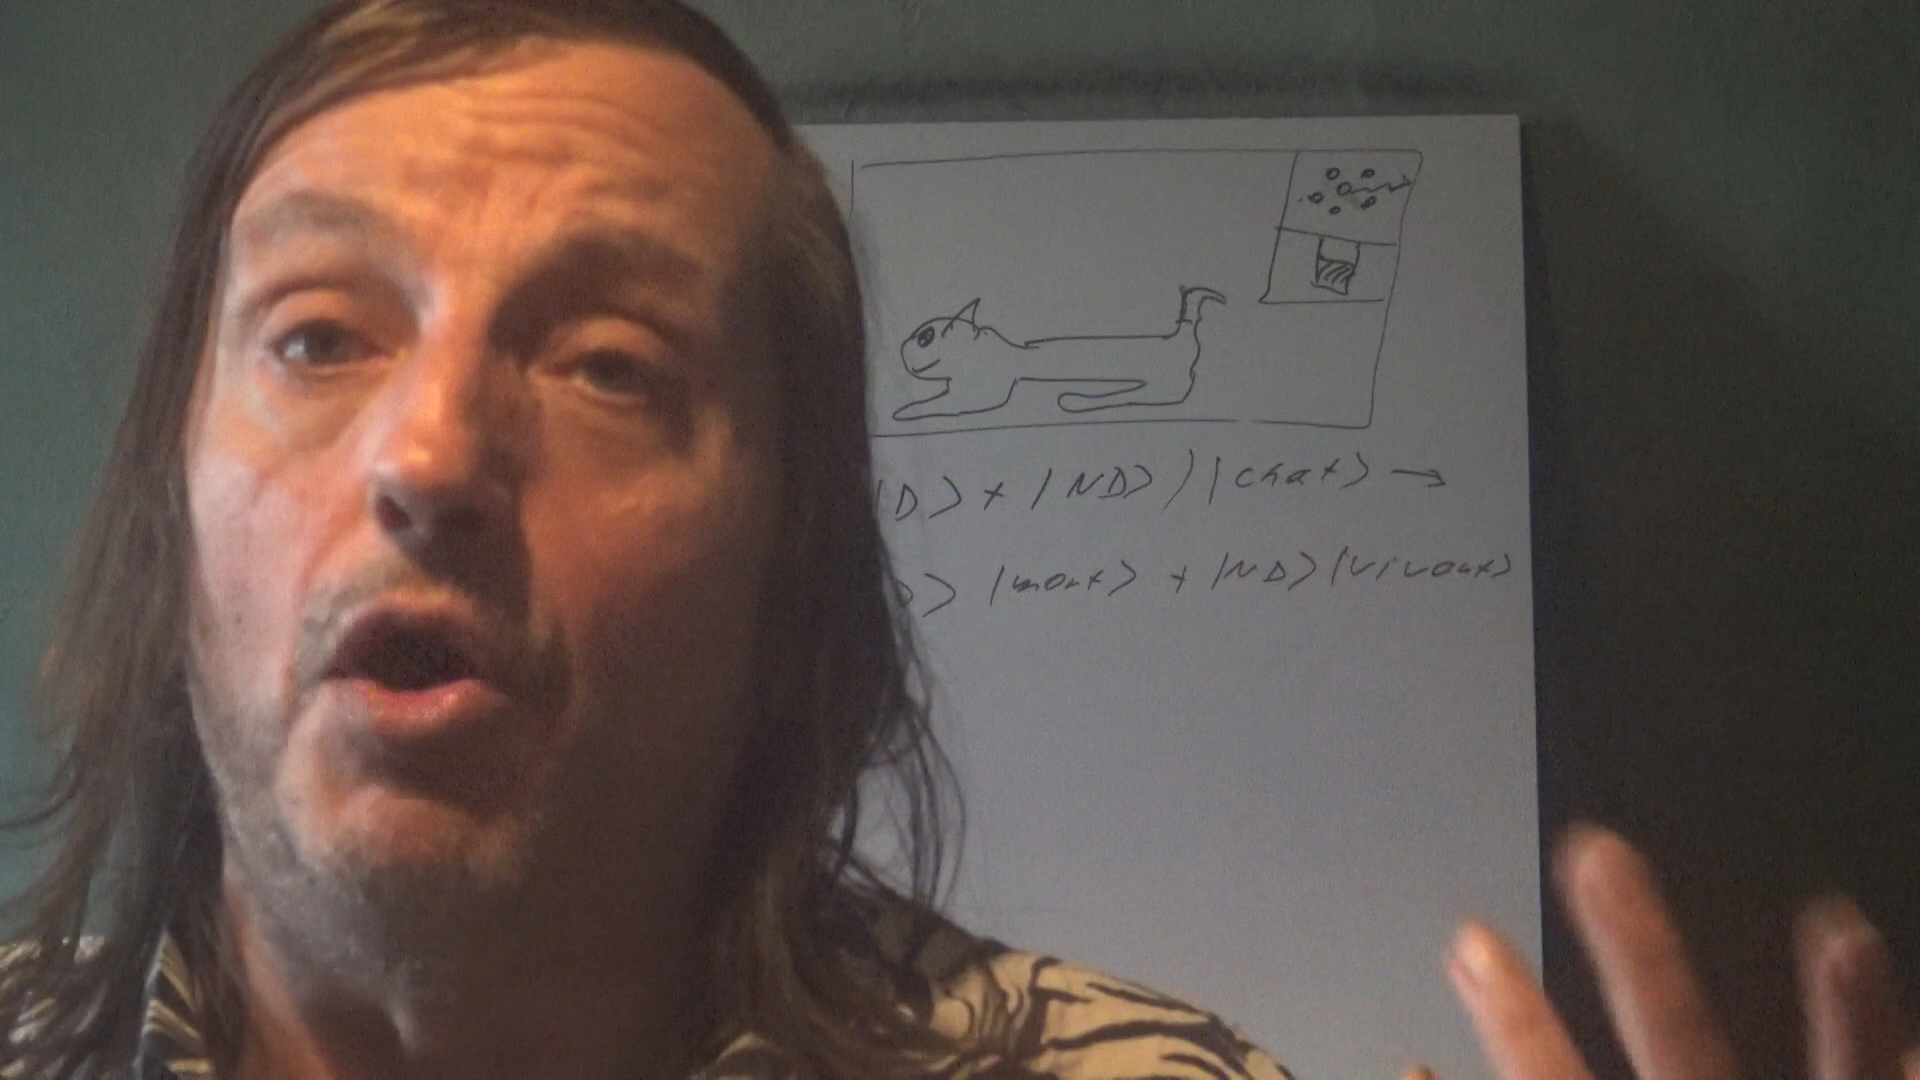 |D> + |ND>) |chat> →
D> |mort> + |ND> |vivant>